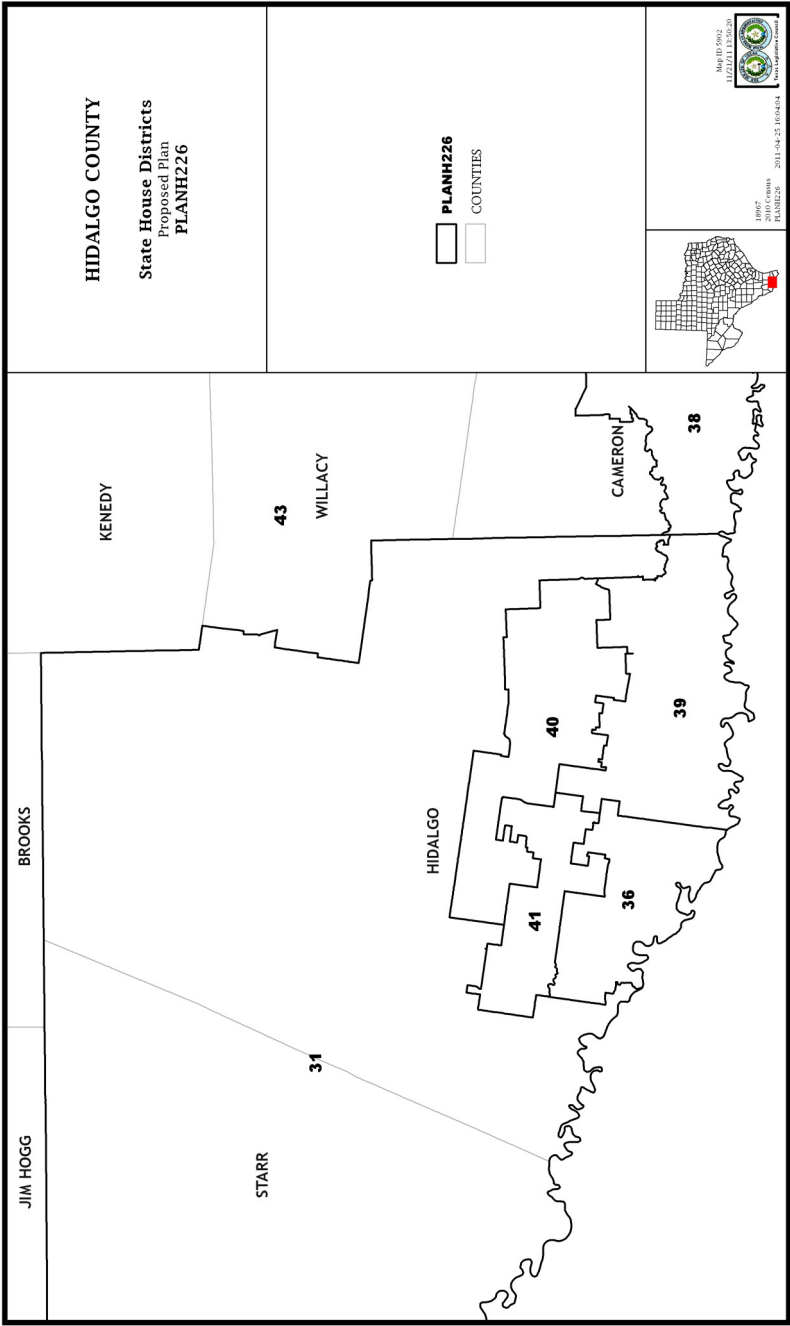 HIDALGO COUNTY
State House Districts
Proposed Plan
PLANH226
PLANH226
COUNTIES
Map ID 5902
11/21/11 13:50:20
Texas Legislative Council
18967
2010 Census
PLANH226 2011-04-25 16:04:04
JIM HOGG
BROOKS
KENEDY
STARR
31
HIDALGO
43
WILLACY
CAMERON
41
36
40
39
38